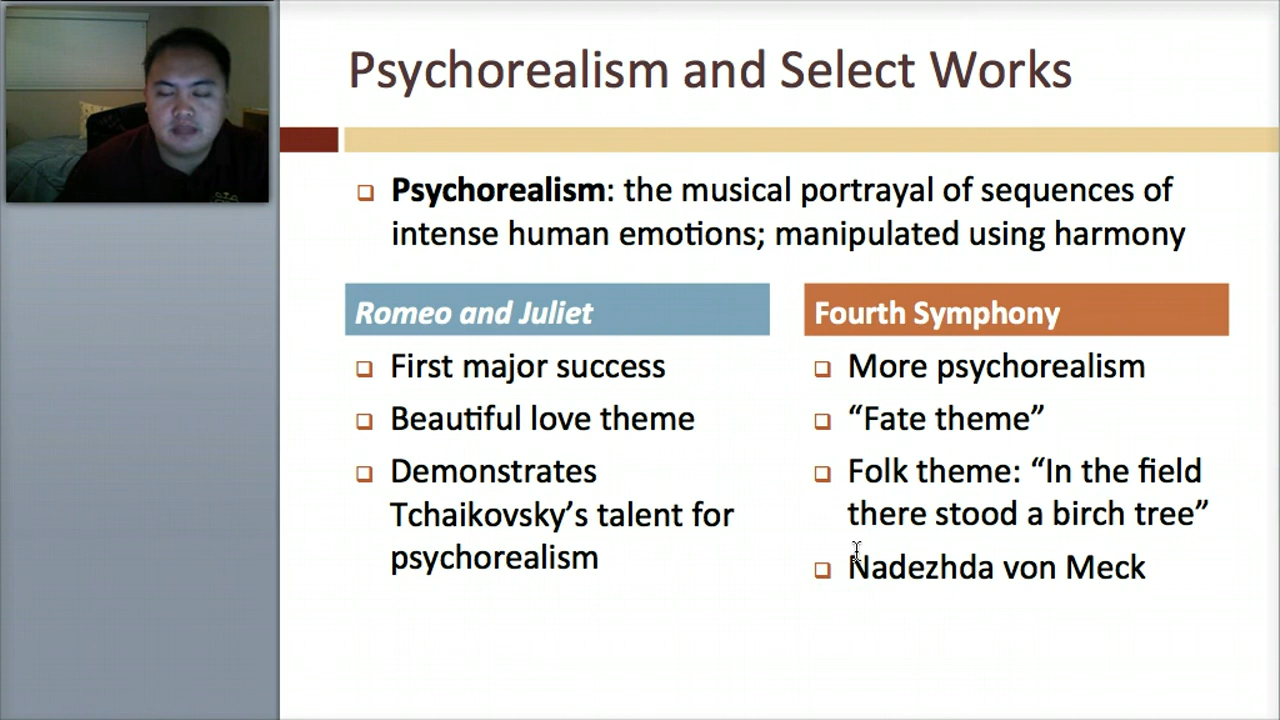 Psychorealism and Select Works
Psychorealism: the musical portrayal of sequences of
intense human emotions; manipulated using harmony
Romeo and Juliet
First major success
Beautiful love theme
Demonstrates
Tchaikovsky’s talent for
psychorealism
Fourth Symphony
More psychorealism
“Fate theme”
Folk theme: “In the field
there stood a birch tree”
Nadezhda von Meck